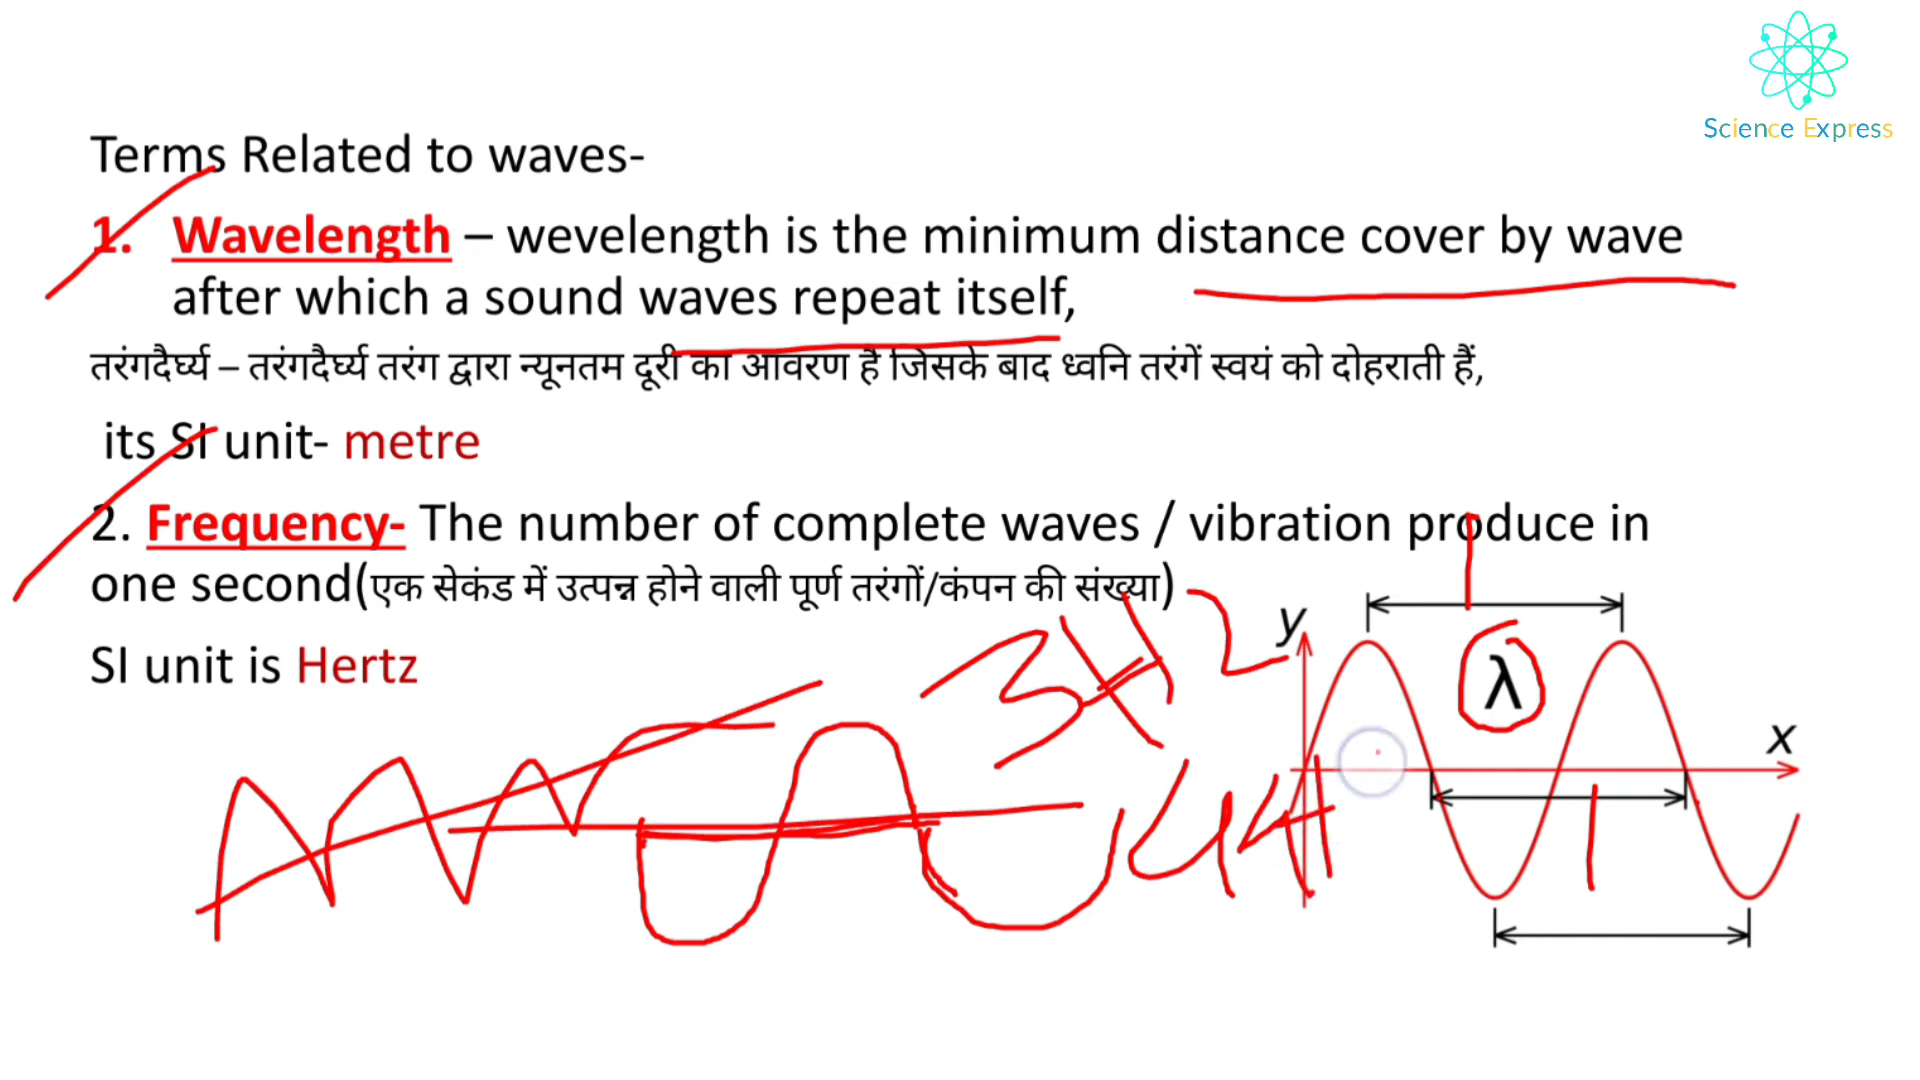 Science Express
Terms Related to waves-
1. Wavelength – wevelength is the minimum distance cover by wave
after which a sound waves repeat itself,
तरंगदैर्घ्य – तरंगदैर्घ्य तरंग द्वारा न्यूनतम दूरी का आवरण है जिसके बाद ध्वनि तरंगें स्वयं को दोहराती हैं,
its SI unit- metre
2. Frequency- The number of complete waves / vibration produce in
one second(एक सेकंड में उत्पन्न होने वाली पूर्ण तरंगों/कंपन की संख्या)
SI unit is Hertz
3Hz
y
λ
x